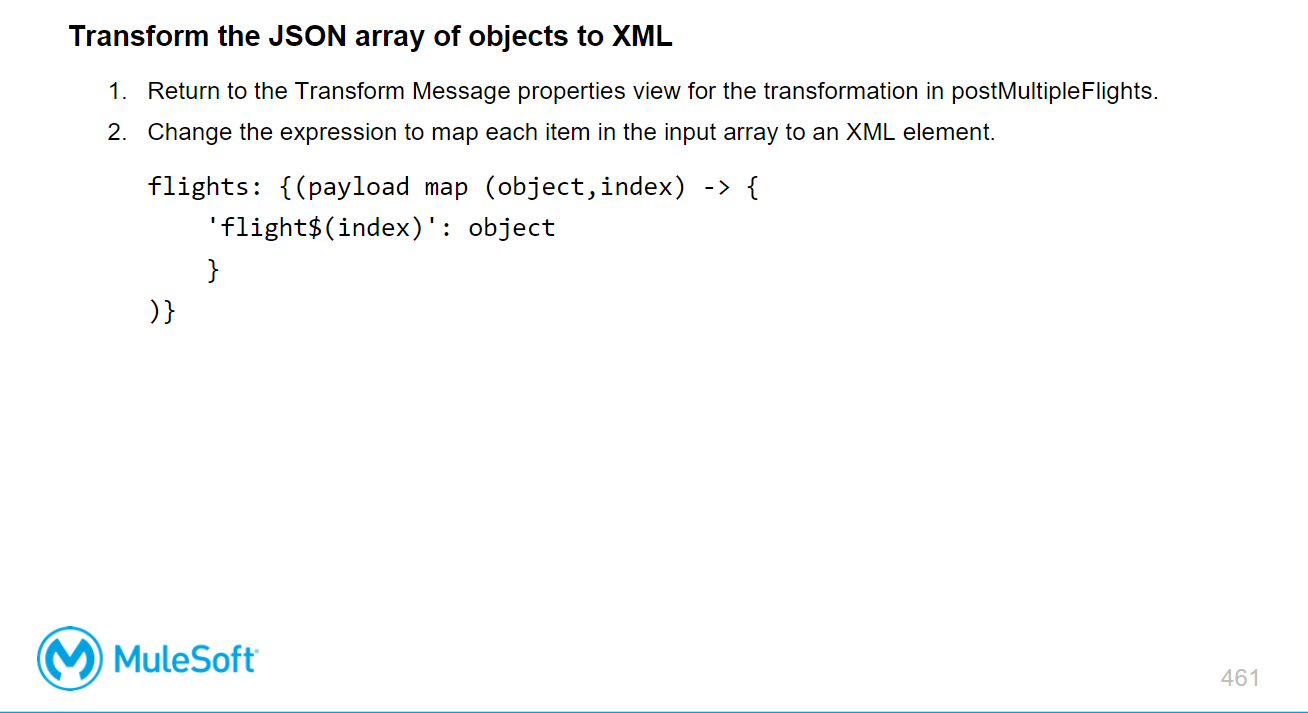 Transform the JSON array of objects to XML
1. Return to the Transform Message properties view for the transformation in postMultipleFlights.
2. Change the expression to map each item in the input array to an XML element.
flights: {(payload map (object,index) -> {
'flight$(index)': object
}
)}
MuleSoft
461